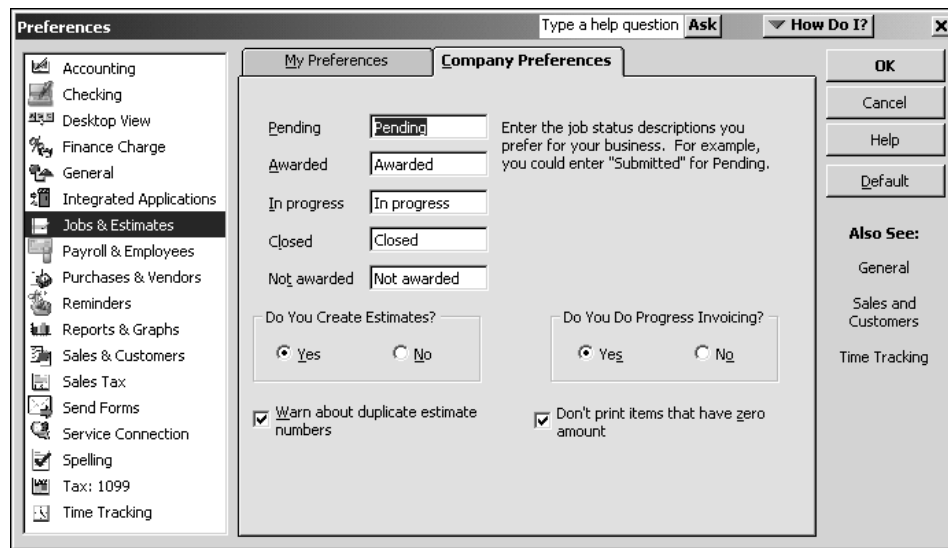 Preferences
Type a help question Ask
How Do I?
X
Accounting
Checking
Desktop View
Finance Charge
General
Integrated Applications
Jobs & Estimates
Payroll & Employees
Purchases & Vendors
Reminders
Reports & Graphs
Sales & Customers
Sales Tax
Send Forms
Service Connection
Spelling
Tax: 1099
Time Tracking
My Preferences
Company Preferences
Pending Pending
Awarded Awarded
In progress In progress
Closed Closed
Not awarded Not awarded
Enter the job status descriptions you
prefer for your business. For example,
you could enter "Submitted" for Pending.
Do You Create Estimates?
Yes No
Do You Do Progress Invoicing?
Yes No
Warn about duplicate estimate
numbers
Don't print items that have zero
amount
OK
Cancel
Help
Default
Also See:
General
Sales and
Customers
Time Tracking